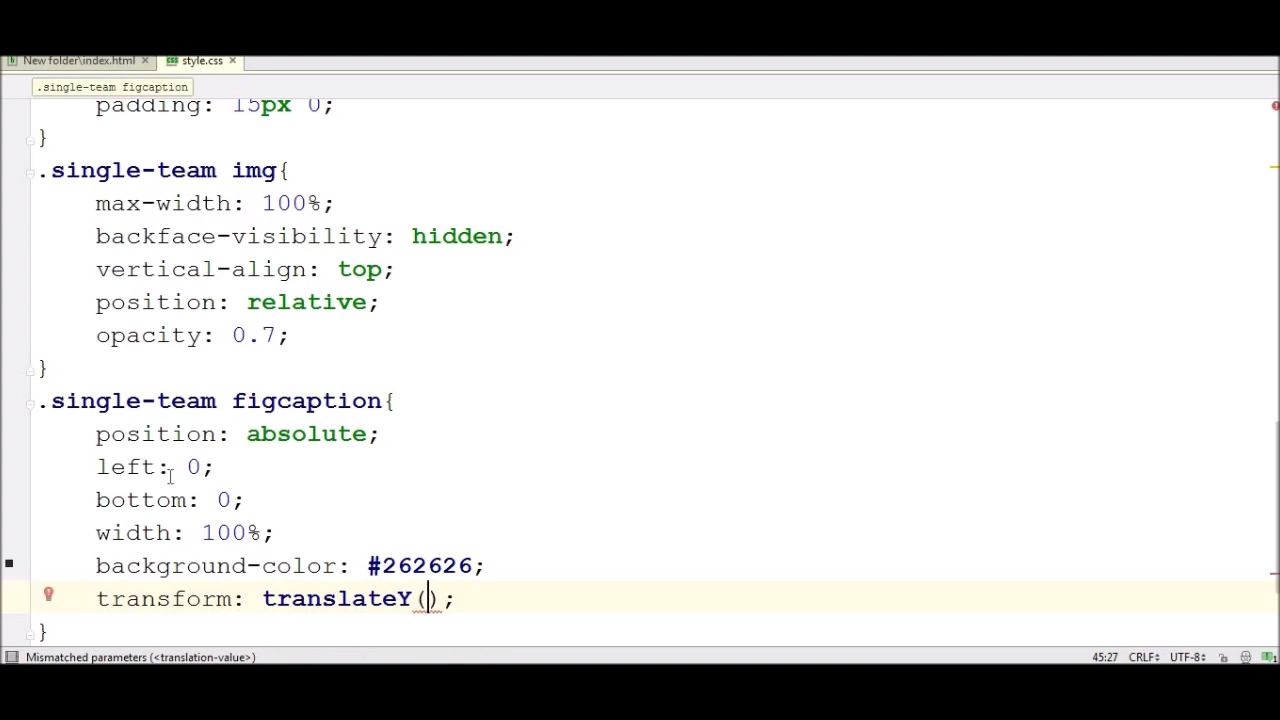 New folder\index.html style.css
.single-team figcaption
padding: 15px 0;
}
.single-team img{
max-width: 100%;
backface-visibility: hidden;
vertical-align: top;
position: relative;
opacity: 0.7;
}
.single-team figcaption{
position: absolute;
left: 0;
bottom: 0;
width: 100%;
background-color: #262626;
transform: translateY();
}
Mismatched parameters (<translation-value>) 45:27 CRLF UTF-8 1